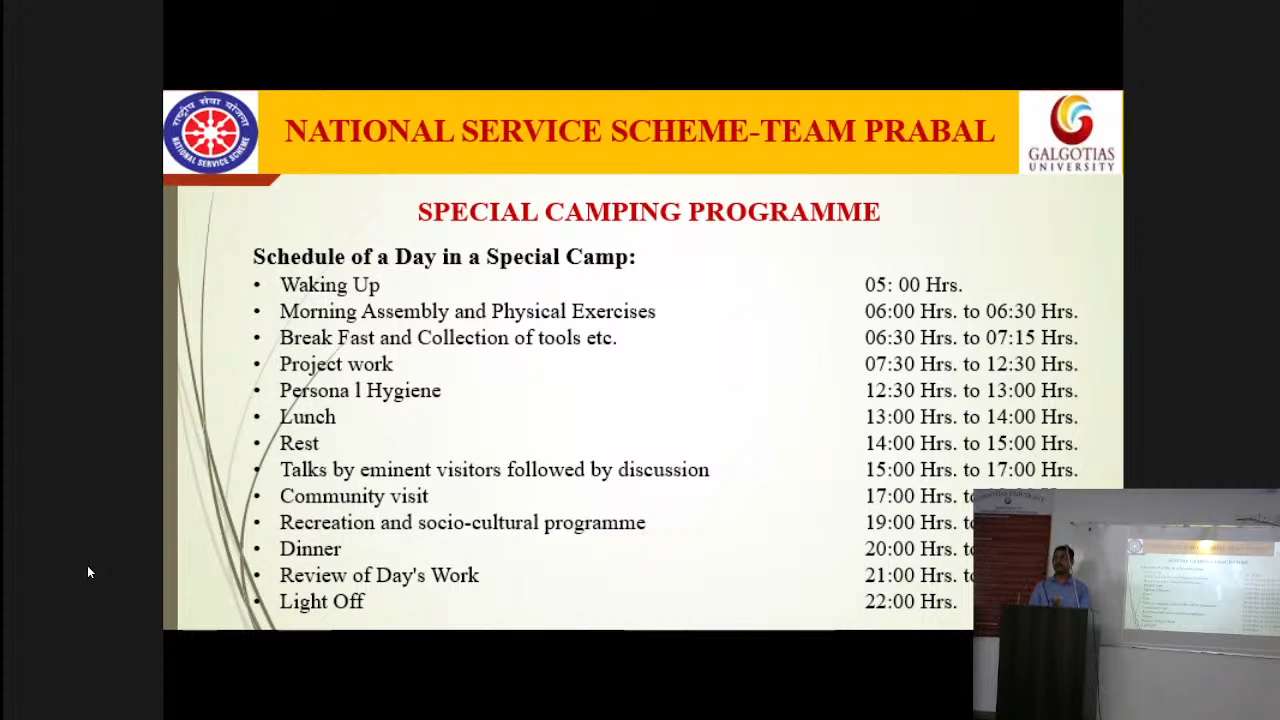 राष्ट्रीय सेवा योजना
NATIONAL SERVICE SCHEME
NATIONAL SERVICE SCHEME-TEAM PRABAL
GALGOTIAS
UNIVERSITY
SPECIAL CAMPING PROGRAMME
Schedule of a Day in a Special Camp:
• Waking Up 05: 00 Hrs.
• Morning Assembly and Physical Exercises 06:00 Hrs. to 06:30 Hrs.
• Break Fast and Collection of tools etc. 06:30 Hrs. to 07:15 Hrs.
• Project work 07:30 Hrs. to 12:30 Hrs.
• Persona l Hygiene 12:30 Hrs. to 13:00 Hrs.
• Lunch 13:00 Hrs. to 14:00 Hrs.
• Rest 14:00 Hrs. to 15:00 Hrs.
• Talks by eminent visitors followed by discussion 15:00 Hrs. to 17:00 Hrs.
• Community visit 17:00 Hrs.
• Recreation and socio-cultural programme 19:00 Hrs.
• Dinner 20:00 Hrs.
• Review of Day's Work 21:00 Hrs.
• Light Off 22:00 Hrs.